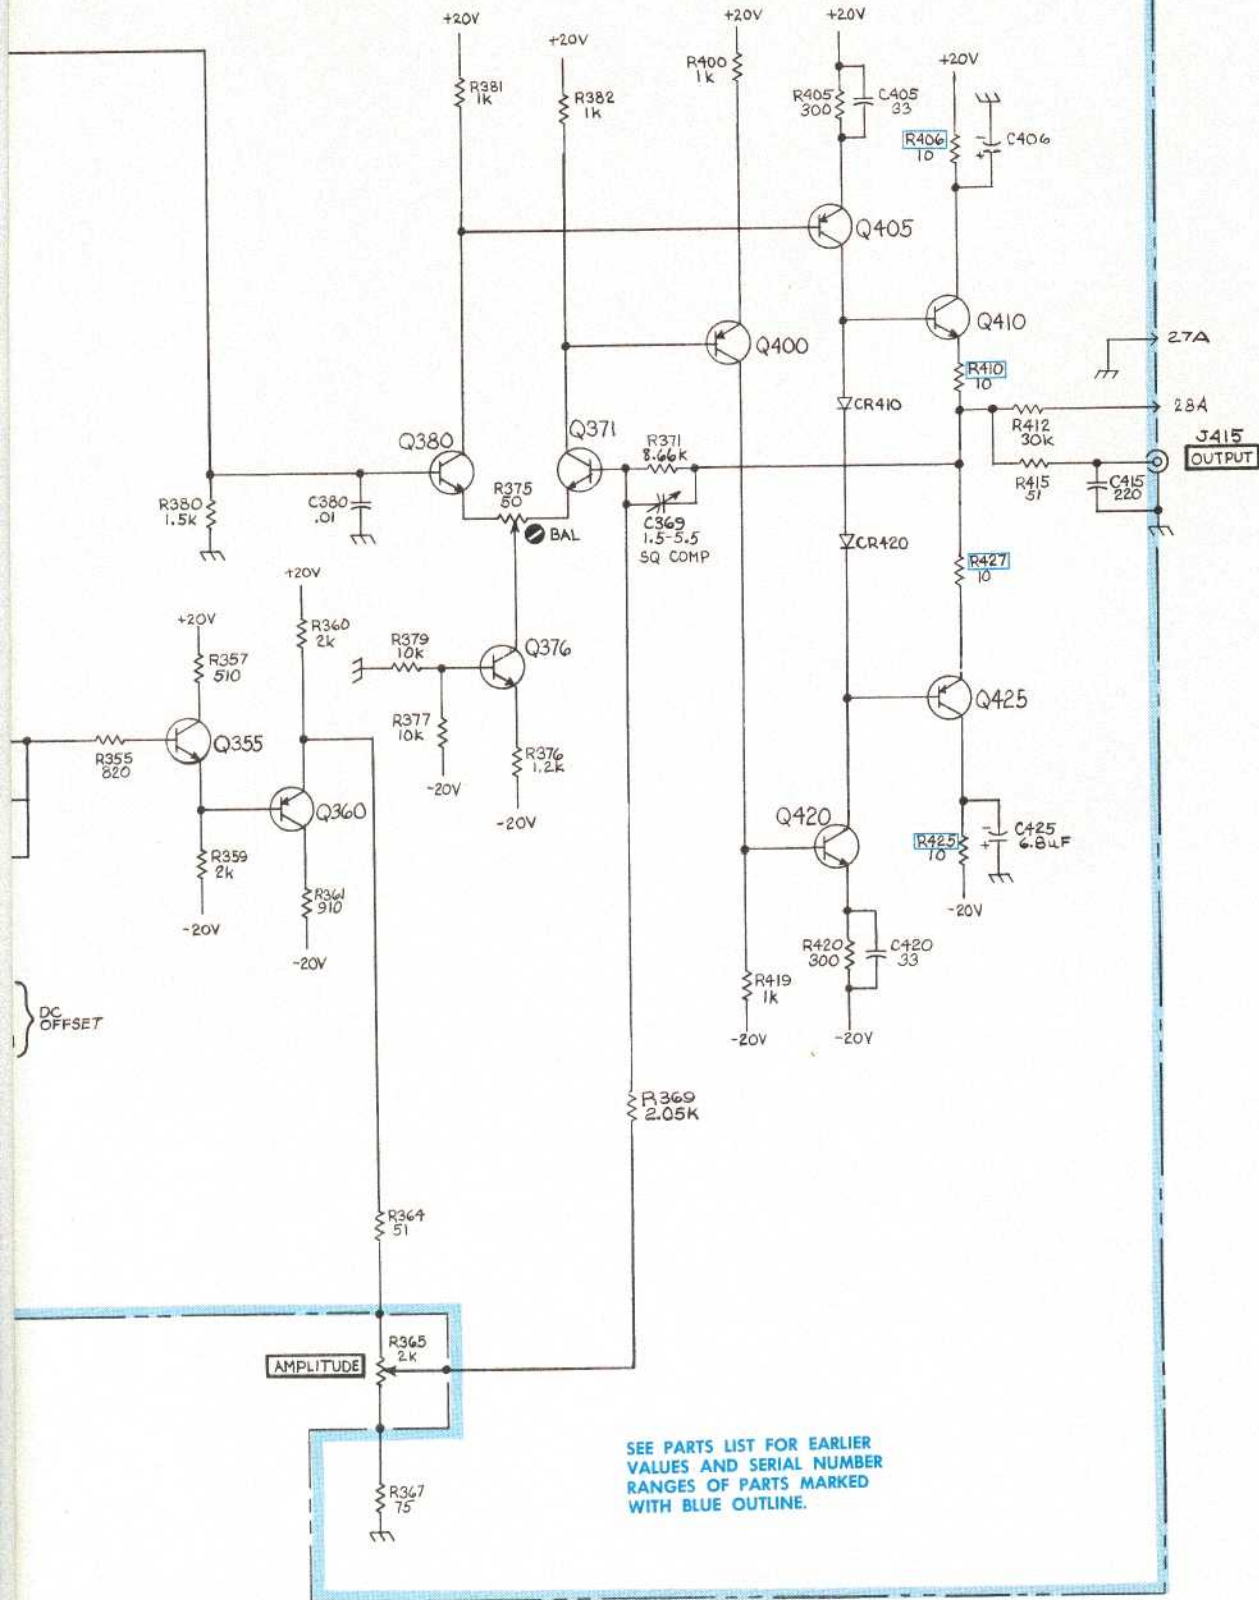 +20V
+20V
+20V
+20V
+20V
R381
1k
R382
1k
R400
1k
R405
300
C405
33
R406
10
C406
Q405
Q410
Q400
27A
R410
10
CR410
28A
R412
30k
J415
OUTPUT
Q380
Q371
R371
8.66k
R415
51
C415
220
R380
1.5k
C380
.01
R375
50
BAL
C369
1.5-5.5
SQ COMP
CR420
R427
10
+20V
+20V
R360
2k
R357
510
R379
10k
Q376
Q425
R355
820
Q355
R377
10k
R376
1.2k
-20V
-20V
Q360
Q420
R425
10
C425
6.8uF
R359
2k
R361
910
-20V
-20V
-20V
R420
300
C420
33
R419
1k
-20V
-20V
DC
OFFSET
R369
2.05K
R364
51
R365
2k
AMPLITUDE
SEE PARTS LIST FOR EARLIER
VALUES AND SERIAL NUMBER
RANGES OF PARTS MARKED
WITH BLUE OUTLINE.
R367
75